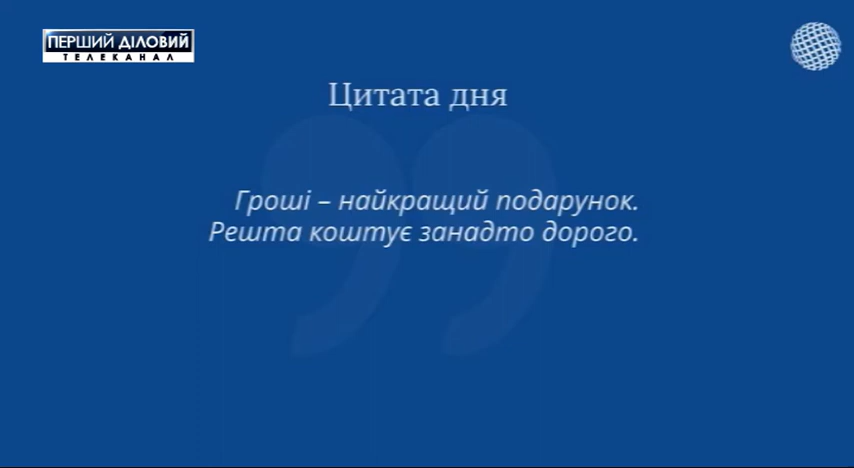 ПЕРШИЙ ДІЛОВИЙ
ТЕЛЕКАНАЛ
Цитата дня
Гроші – найкращий подарунок.
Решта коштує занадто дорого.